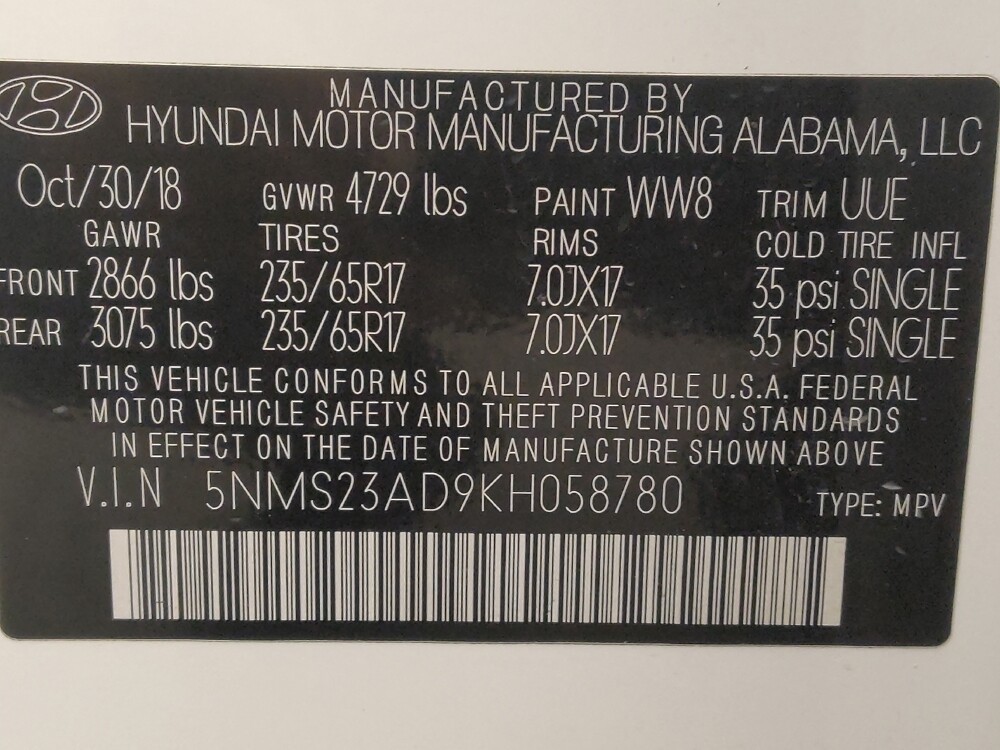 MANUFACTURED BY
HYUNDAI MOTOR MANUFACTURING ALABAMA, LLC
Oct/30/18 GVWR 4729 lbs PAINT WW8 TRIM UUE
GAWR TIRES RIMS COLD TIRE INFL
FRONT 2866 lbs 235/65R17 7.0JX17 35 psi SINGLE
REAR 3075 lbs 235/65R17 7.0JX17 35 psi SINGLE
THIS VEHICLE CONFORMS TO ALL APPLICABLE U.S.A. FEDERAL
MOTOR VEHICLE SAFETY AND THEFT PREVENTION STANDARDS
IN EFFECT ON THE DATE OF MANUFACTURE SHOWN ABOVE
V.I.N 5NMS23AD9KH058780 TYPE: MPV